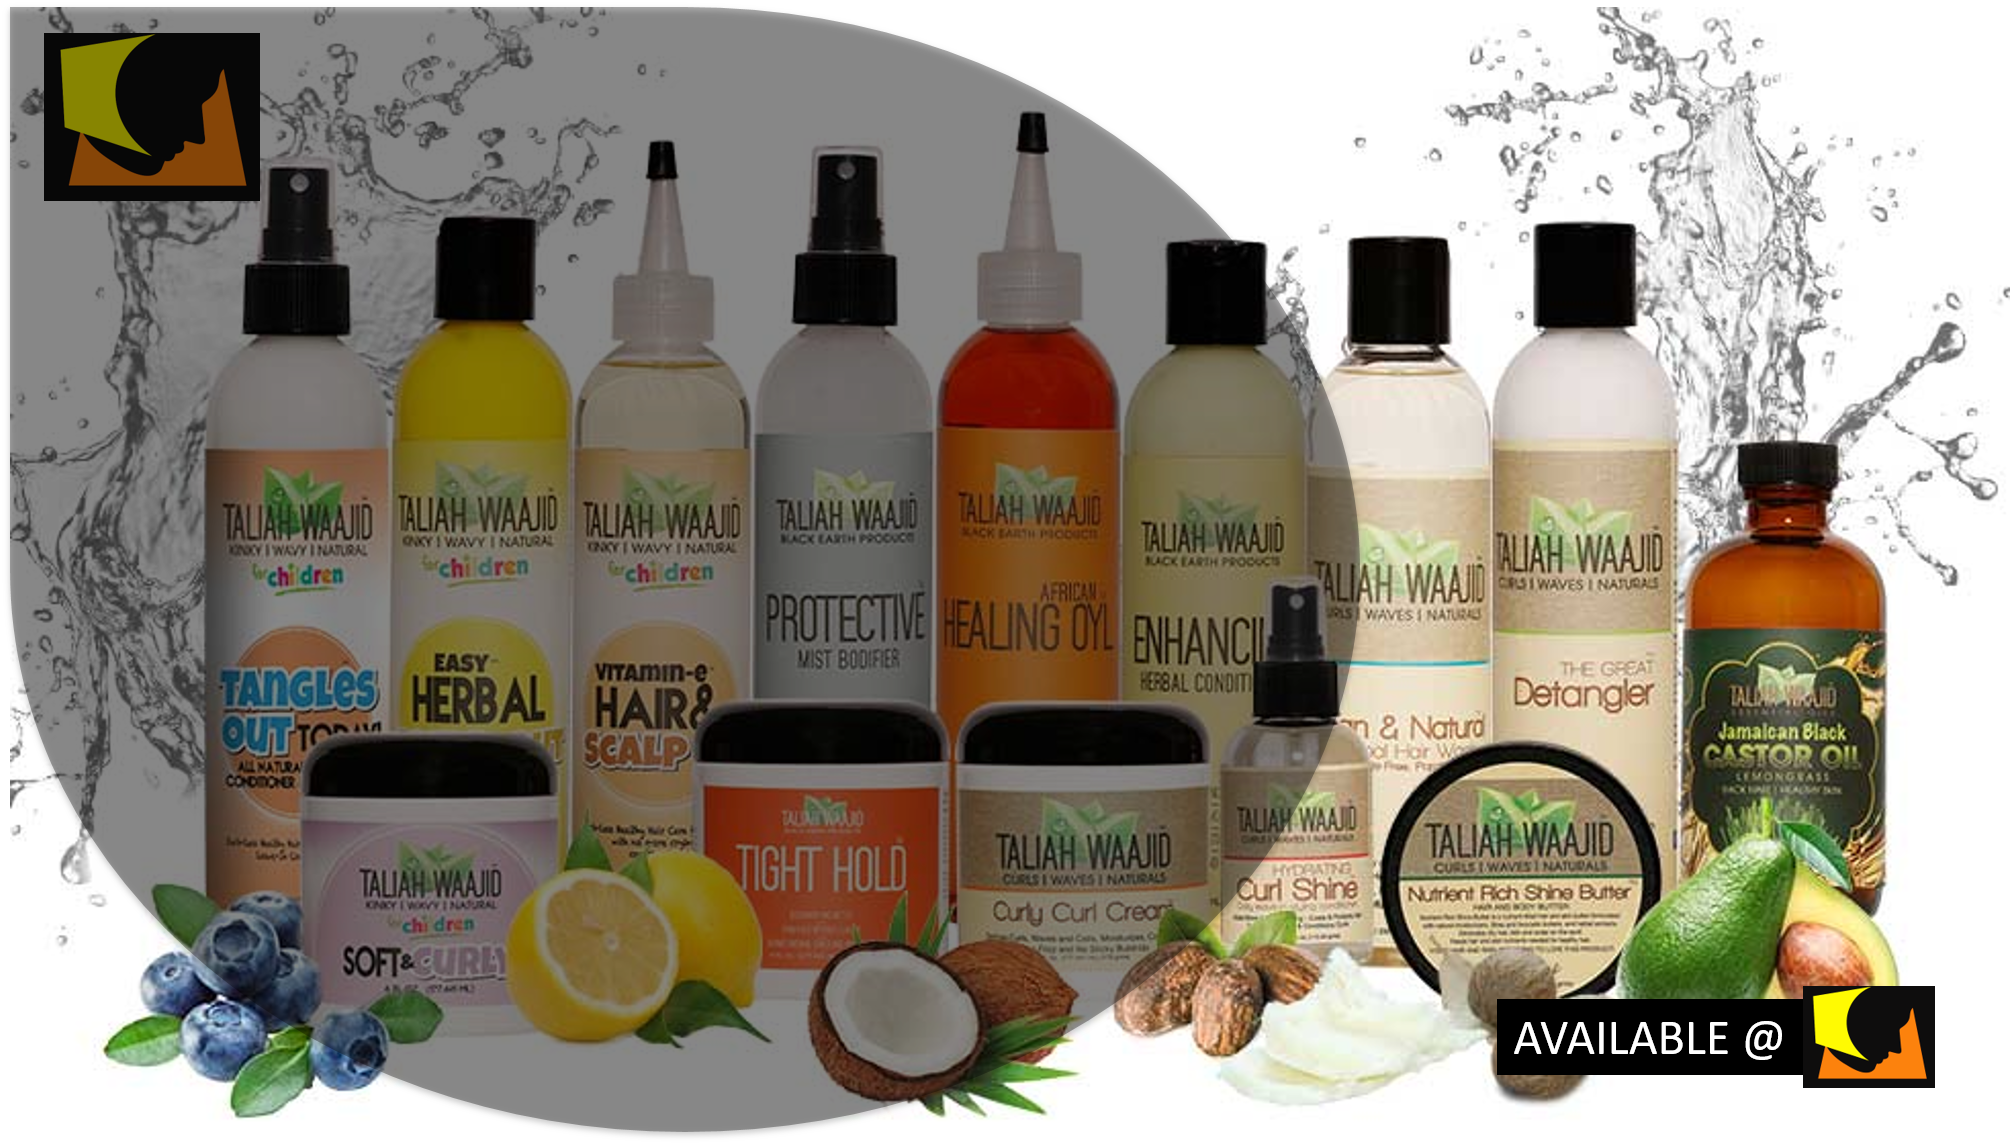 TALIAH WAAJID
KINKY | WAVY | NATURAL
for children
TANGLES
OUT TODAY!
ALL NATURAL
CONDITIONER
TALIAH WAAJID
KINKY | WAVY | NATURAL
for children
EASY
HERBAL
TALIAH WAAJID
KINKY | WAVY | NATURAL
for children
VITAMIN-e
HAIR &
SCALP
TALIAH WAAJID
BLACK EARTH PRODUCTS
PROTECTIVE
MIST BODIFIER
TALIAH WAAJID
BLACK EARTH PRODUCTS
AFRICAN
HEALING OYL
TALIAH WAAJID
BLACK EARTH PRODUCTS
ENHANCI
HERBAL CONDITI
TALIAH WAAJID
CURLS | WAVES | NATURALS
n & Natural
Hair
TALIAH WAAJID
CURLS | WAVES | NATURALS
THE GREAT
Detangler
TALIAH WAAJID
Jamaican Black
CASTOR OIL
LEMONGRASS
TALIAH WAAJID
KINKY | WAVY | NATURAL
for children
SOFT & CURLY
TALIAH WAAJID
TIGHT HOLD
TALIAH WAAJID
CURLS | WAVES | NATURALS
Curly Curl Cream
TALIAH WAAJID
CURLS | WAVES | NATURALS
HYDRATING
Curl Shine
TALIAH WAAJID
CURLS | WAVES | NATURALS
Nutrient Rich Shine Butter
HAIR AND BODY BUTTER
AVAILABLE @